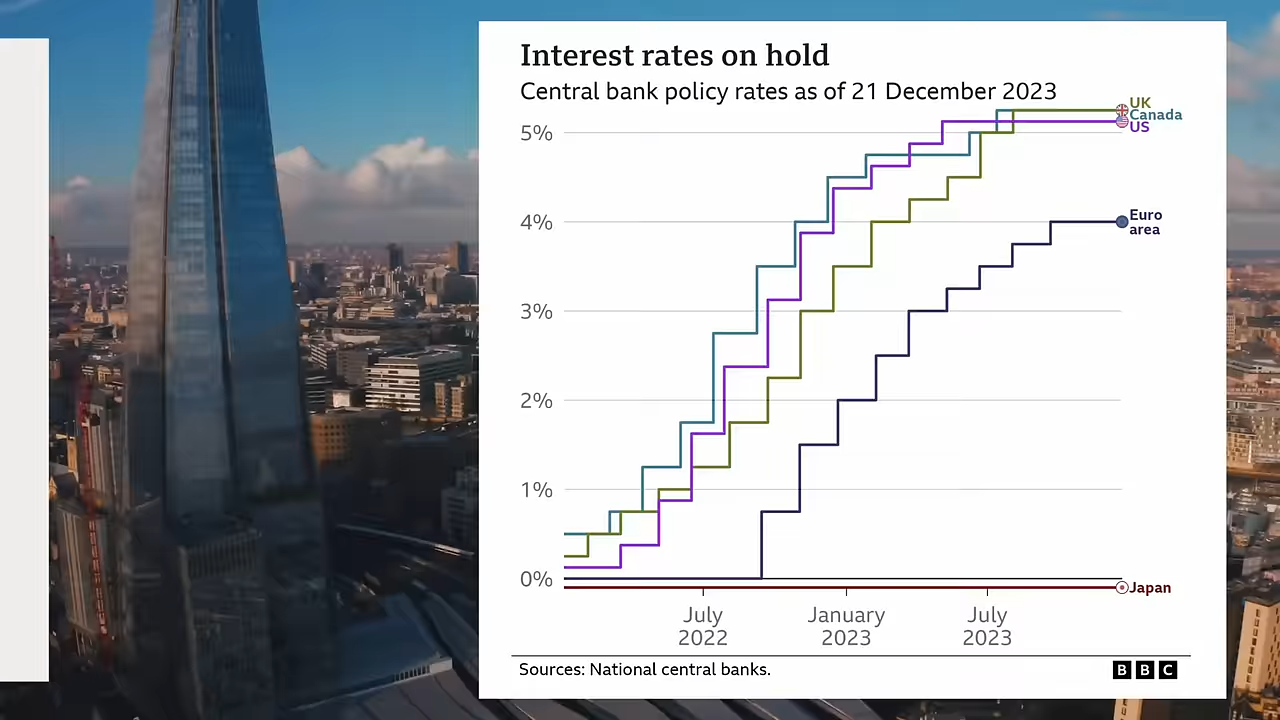 Interest rates on hold
Central bank policy rates as of 21 December 2023
UK
Canada
US
5%
4%
Euro
area
3%
2%
1%
0%
Japan
July
2022
January
2023
July
2023
Sources: National central banks.
BBC